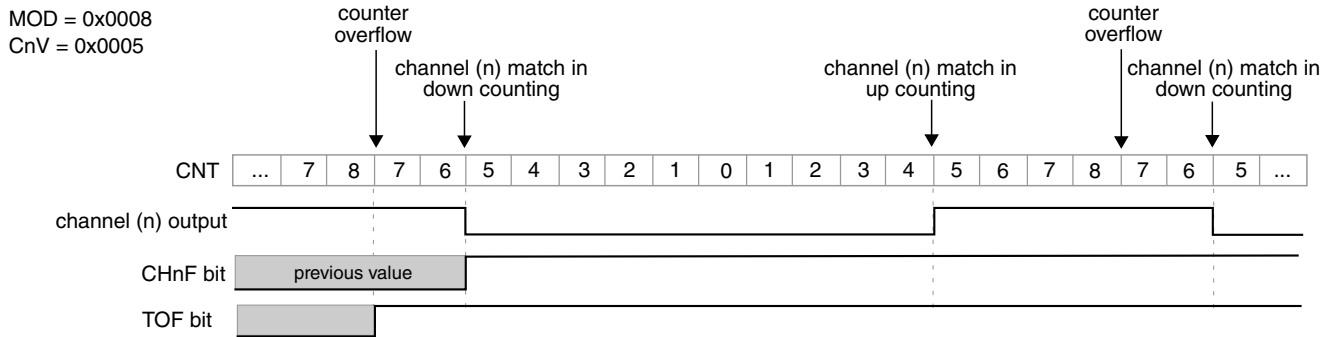 MOD = 0x0008
CnV = 0x0005
counter
overflow
channel (n) match in
down counting
channel (n) match in
up counting
counter
overflow
channel (n) match in
down counting
CNT ... 7 8 7 6 5 4 3 2 1 0 1 2 3 4 5 6 7 8 7 6 5 ...
channel (n) output
CHnF bit previous value
TOF bit